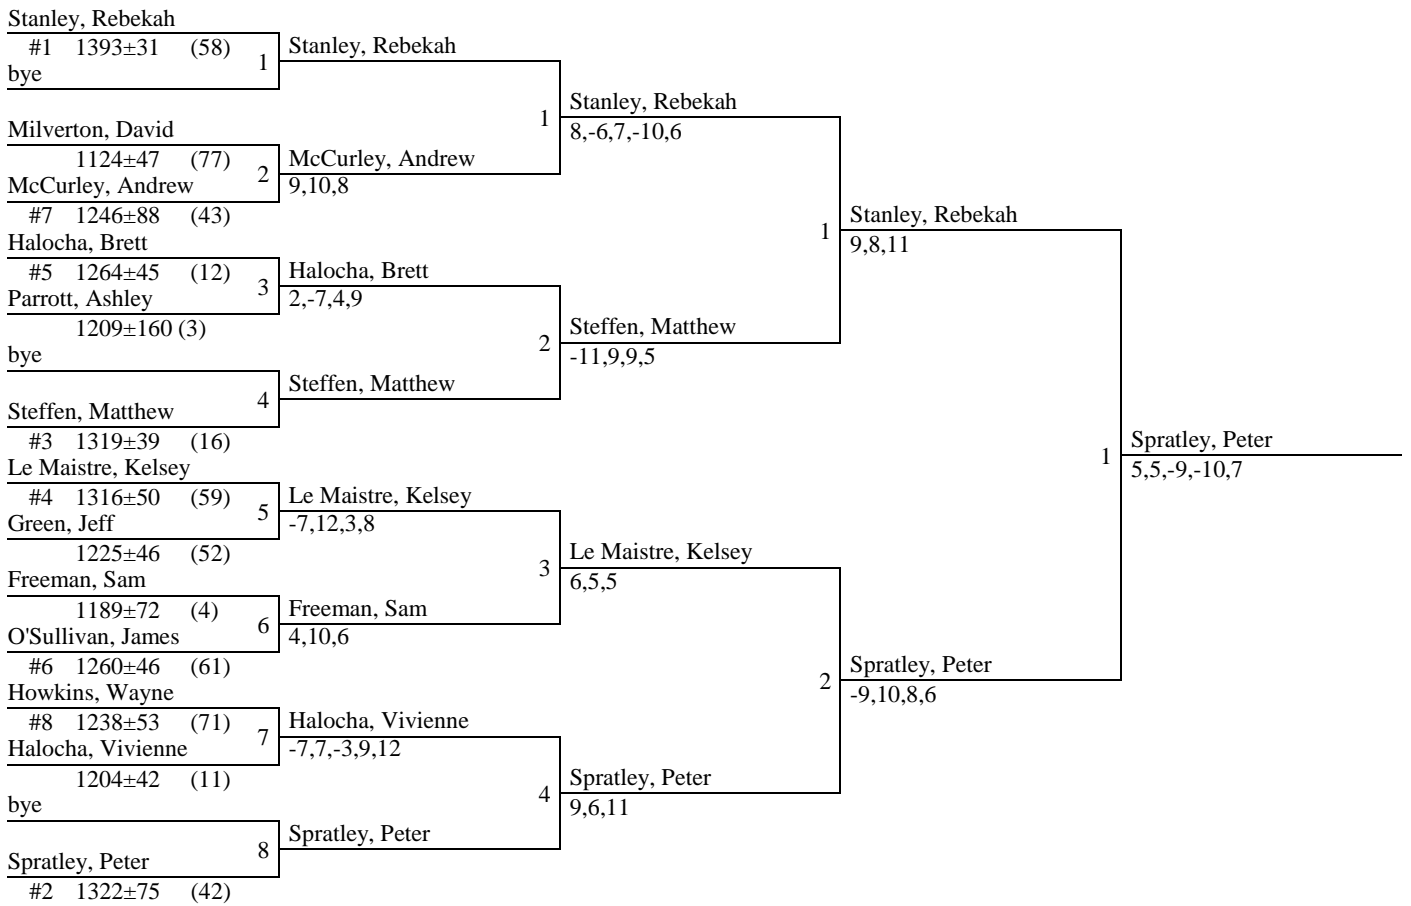 Stanley, Rebekah
#1 1393±31 (58)
bye
1
Milverton, David
1124±47 (77)
McCurley, Andrew
2
#7 1246±88 (43)
Halocha, Brett
#5 1264±45 (12)
Parrott, Ashley
3
1209±160 (3)
bye
4
Steffen, Matthew
#3 1319±39 (16)
Le Maistre, Kelsey
#4 1316±50 (59)
Green, Jeff
5
1225±46 (52)
Freeman, Sam
1189±72 (4)
O'Sullivan, James
6
#6 1260±46 (61)
Howkins, Wayne
#8 1238±53 (71)
Halocha, Vivienne
7
1204±42 (11)
bye
8
Spratley, Peter
#2 1322±75 (42)
Stanley, Rebekah
1
McCurley, Andrew
9,10,8
Halocha, Brett
2,-7,4,9
2
Steffen, Matthew
Le Maistre, Kelsey
-7,12,3,8
3
Freeman, Sam
4,10,6
Halocha, Vivienne
-7,7,-3,9,12
4
Spratley, Peter
Stanley, Rebekah
8,-6,7,-10,6
1
Steffen, Matthew
-11,9,9,5
Le Maistre, Kelsey
6,5,5
2
Spratley, Peter
9,6,11
Stanley, Rebekah
9,8,11
1
Spratley, Peter
-9,10,8,6
Spratley, Peter
5,5,-9,-10,7